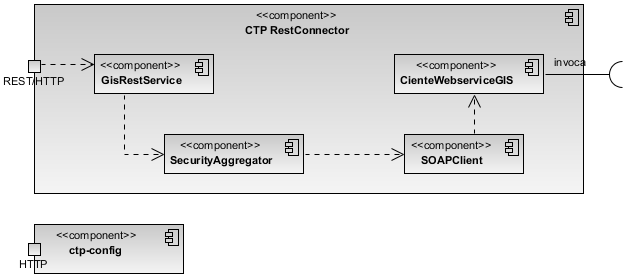 <<component>>
CTP RestConnector
<<component>>
GisRestService
<<component>>
CienteWebserviceGIS
invoca
REST/HTTP
<<component>>
SecurityAggregator
<<component>>
SOAPClient
<<component>>
ctp-config
HTTP